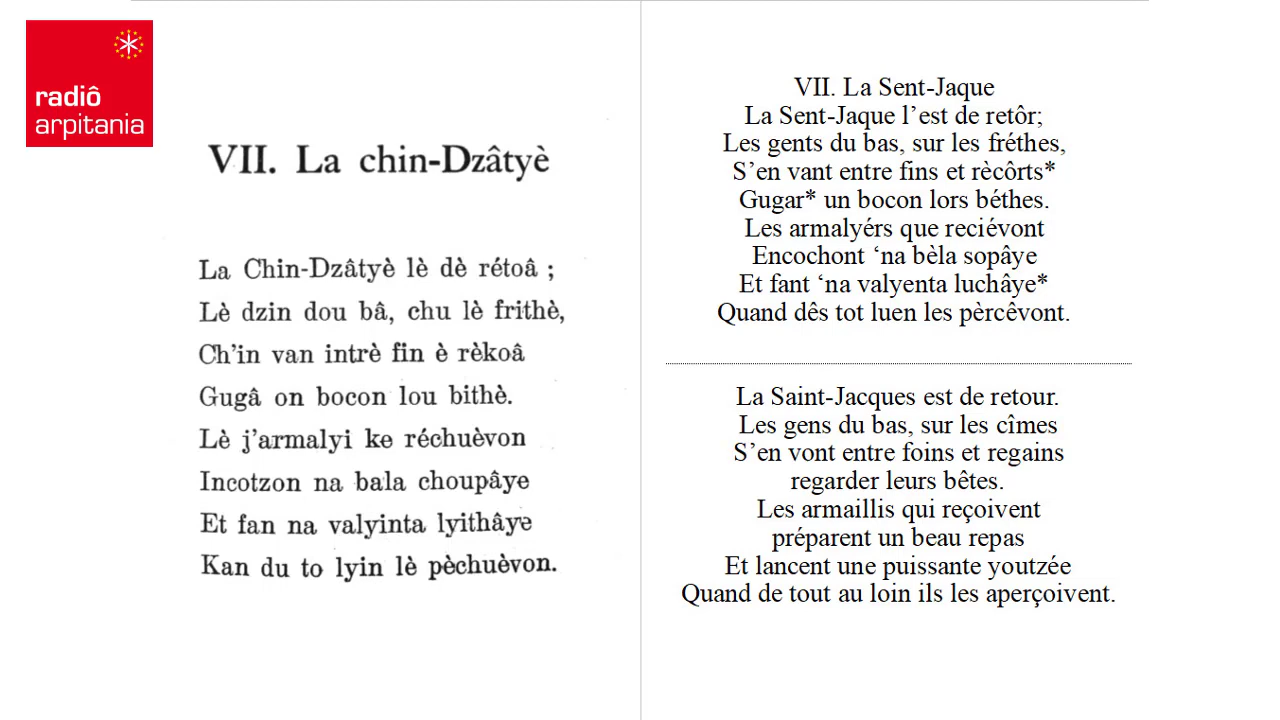 radiô
arpitania
VII. La chin-Dzâtyè
La Chin-Dzâtyè lè dè rétoâ ;
Lè dzin dou bâ, chu lè frithè,
Ch'in van intrè fin è rèkoâ
Gugâ on bocon lou bithè.
Lè j'armalyi ke réchuèvon
Incotzon na bala choupâye
Et fan na valyinta lyithâye
Kan du to lyin lè pèchuèvon.
VII. La Sent-Jaque
La Sent-Jaque l’est de retôr;
Les gents du bas, sur les fréthes,
S’en vant entre fins et rècôrts*
Gugar* un bocon lors béthes.
Les armalyérs que reciévont
Encochont ‘na bèla sopâye
Et fant ‘na valyenta luchâye*
Quand dês tot luen les pèrcêvont.
La Saint-Jacques est de retour.
Les gens du bas, sur les cîmes
S’en vont entre foins et regains
regarder leurs bêtes.
Les armaillis qui reçoivent
préparent un beau repas
Et lancent une puissante youtzée
Quand de tout au loin ils les aperçoivent.